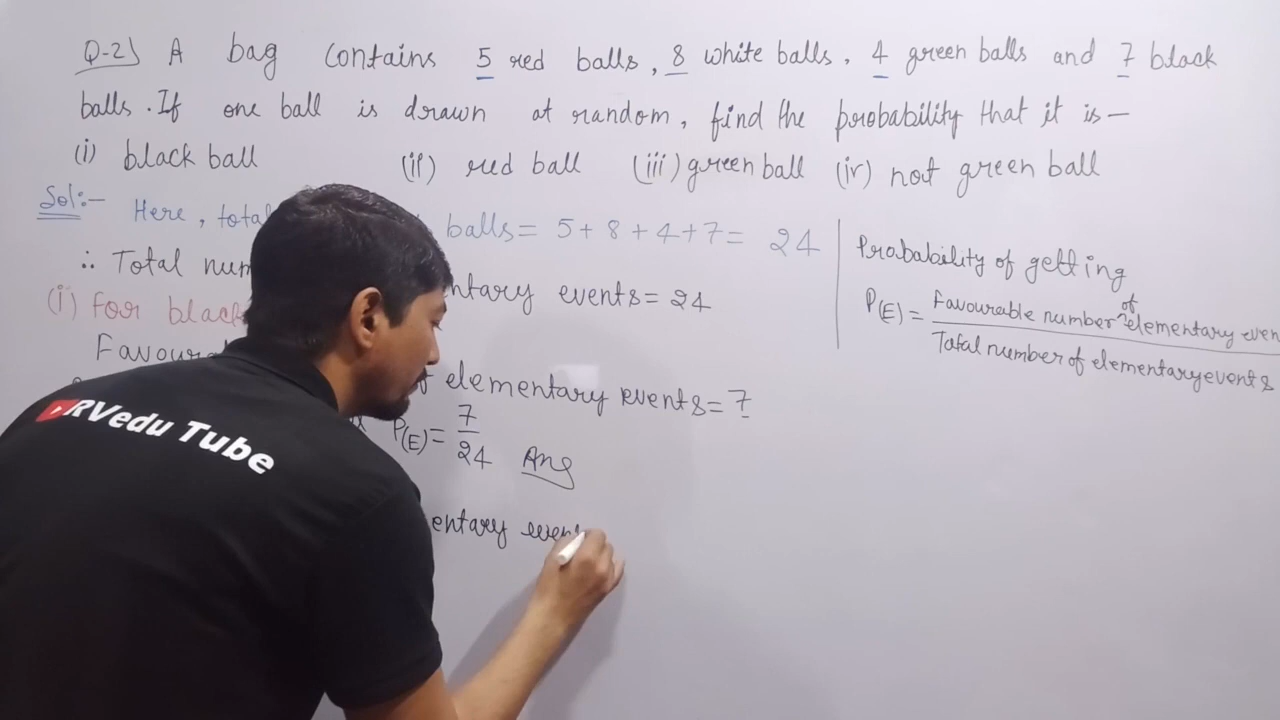 Q-2) A bag contains 5 red balls, 8 white balls, 4 green balls and 7 black
balls. If one ball is drawn at random, find the probability that it is –
(i) black ball (ii) red ball (iii) green ball (iv) not green ball
Sol:– Here, total balls = 5 + 8 + 4 + 7 = 24
∴ Total num entary events = 24
(i) for black
Favoura of elementary events = 7
P(E) = 7/24 Ans
entary even
Probability of getting
P(E) = Favourable number of elementary even
Total number of elementary events
RVedu Tube